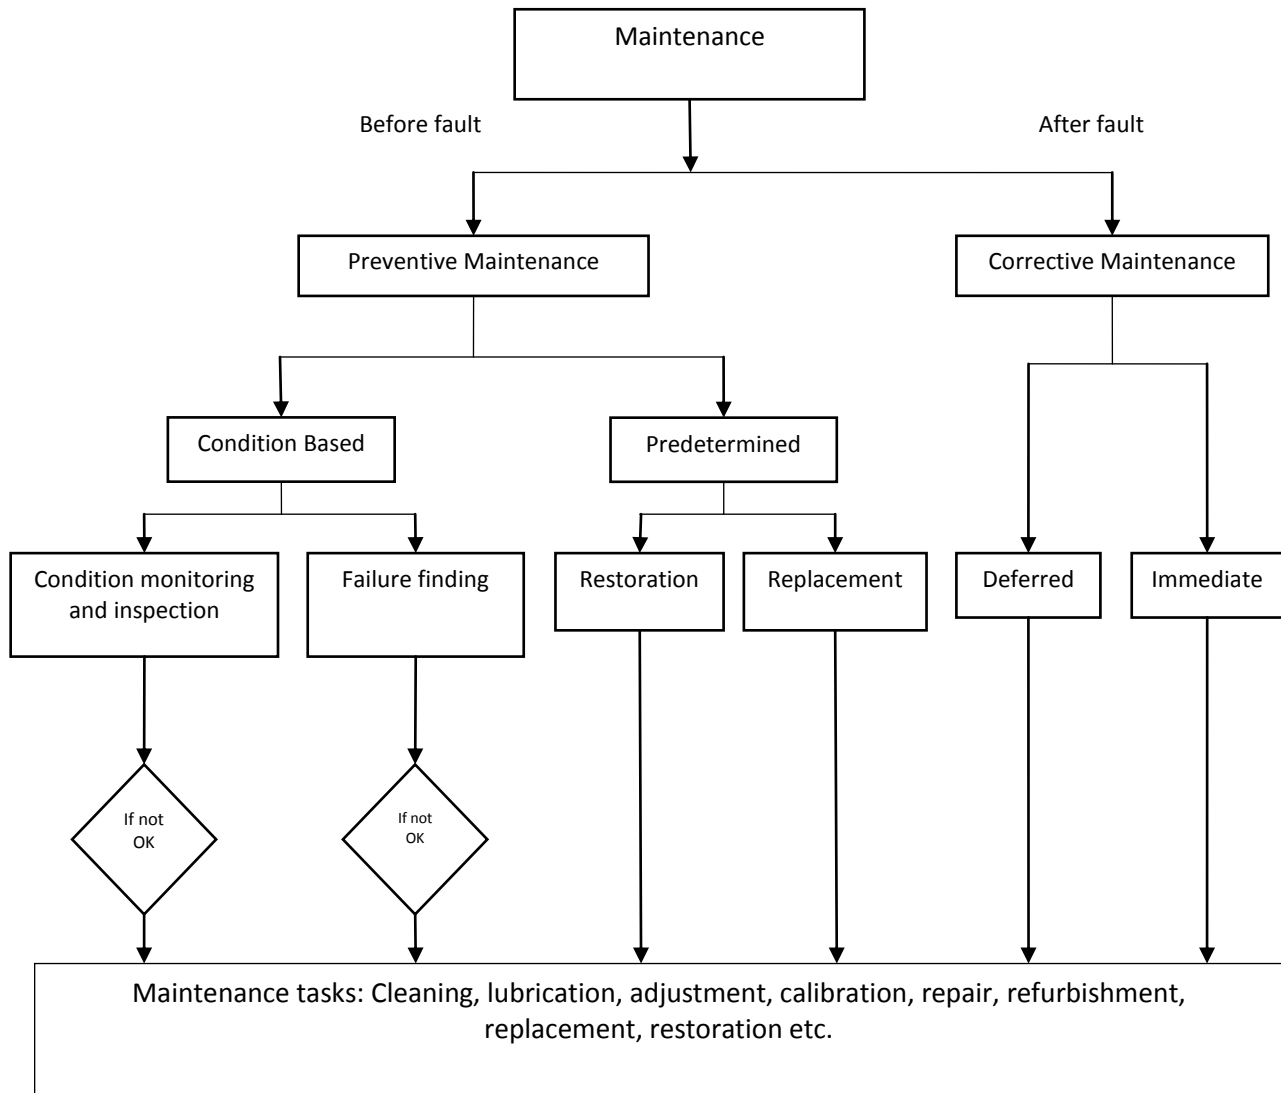 Maintenance
Before fault
After fault
Preventive Maintenance
Corrective Maintenance
Condition Based
Predetermined
Condition monitoring
and inspection
Failure finding
Restoration
Replacement
Deferred
Immediate
If not
OK
If not
OK
Maintenance tasks: Cleaning, lubrication, adjustment, calibration, repair, refurbishment,
replacement, restoration etc.